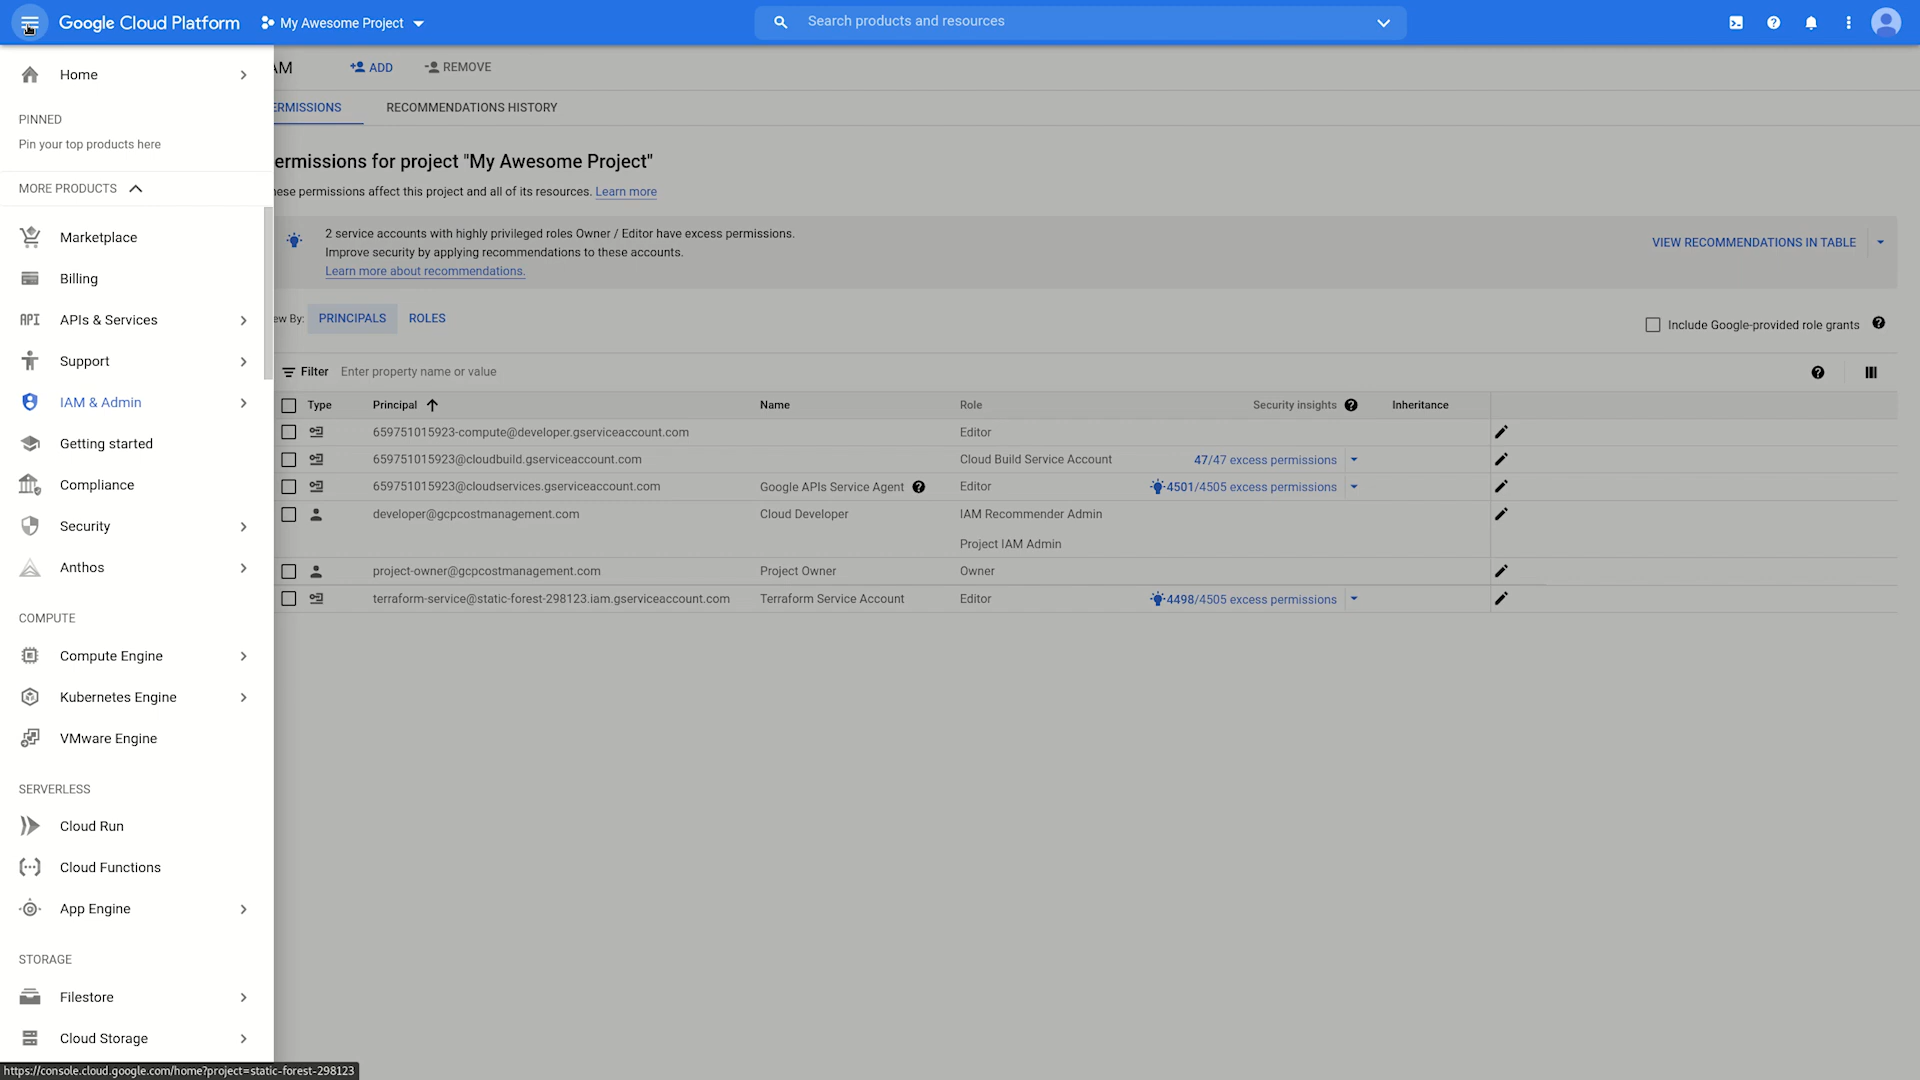 Google Cloud Platform
My Awesome Project
Search products and resources
Home
PINNED
Pin your top products here
MORE PRODUCTS
Marketplace
Billing
API
APIs & Services
Support
IAM & Admin
Getting started
Compliance
Security
Anthos
COMPUTE
Compute Engine
Kubernetes Engine
VMware Engine
SERVERLESS
Cloud Run
Cloud Functions
App Engine
STORAGE
Filestore
Cloud Storage
https://console.cloud.google.com/home?project=static-forest-298123
AM
ADD
REMOVE
ERMISSIONS
RECOMMENDATIONS HISTORY
ermissions for project "My Awesome Project"
ese permissions affect this project and all of its resources. Learn more
2 service accounts with highly privileged roles Owner / Editor have excess permissions.
Improve security by applying recommendations to these accounts.
Learn more about recommendations.
VIEW RECOMMENDATIONS IN TABLE
ew By: PRINCIPALS ROLES
Include Google-provided role grants
Filter Enter property name or value
Type Principal Name Role Security insights Inheritance
659751015923-compute@developer.gserviceaccount.com Editor
659751015923@cloudbuild.gserviceaccount.com Cloud Build Service Account 47/47 excess permissions
659751015923@cloudservices.gserviceaccount.com Google APIs Service Agent Editor 4501/4505 excess permissions
developer@gcpcostmanagement.com Cloud Developer IAM Recommender Admin
Project IAM Admin
project-owner@gcpcostmanagement.com Project Owner Owner
terraform-service@static-forest-298123.iam.gserviceaccount.com Terraform Service Account Editor 4498/4505 excess permissions